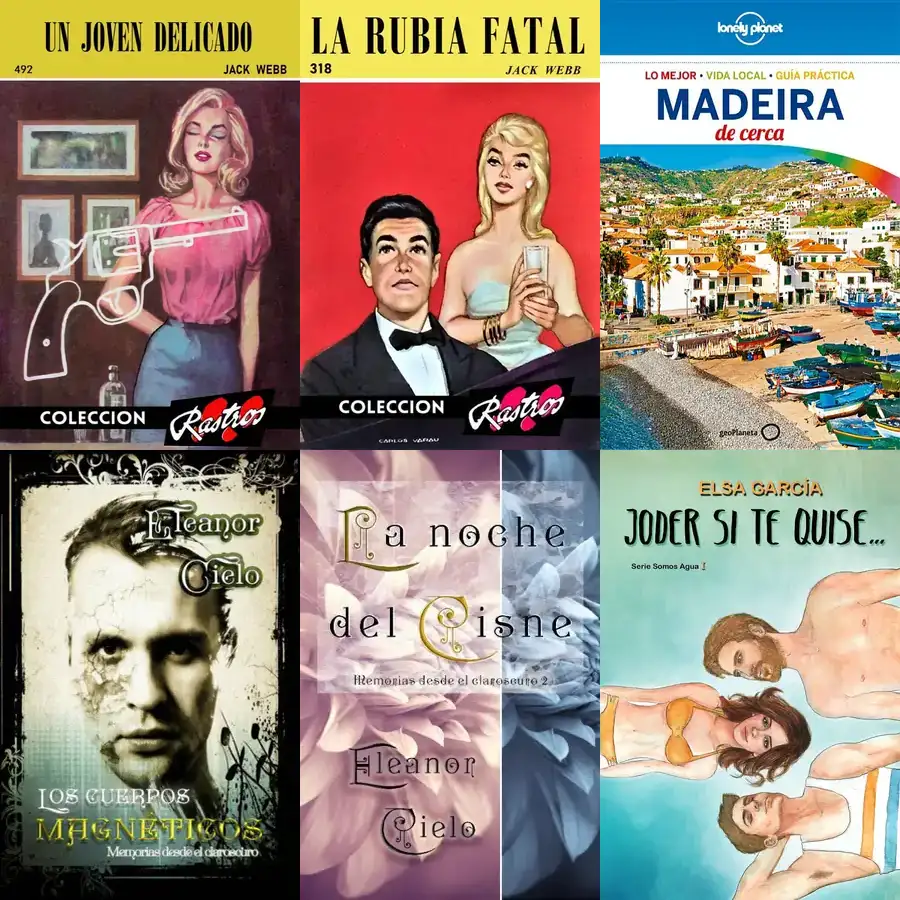 UN JOVEN DELICADO
492
JACK WEBB
COLECCION
Rastros
LA RUBIA FATAL
318
JACK WEBB
COLECCION
Rastros
CARLOS VARAU
lonely planet
LO MEJOR • VIDA LOCAL • GUÍA PRÁCTICA
MADEIRA
de cerca
geoPlaneta
Eleanor
Cielo
LOS CUERPOS
MAGNÉTICOS
Memorias desde el claroscuro
La noche
del Cisne
Memorias desde el claroscuro 2
Eleanor
Cielo
ELSA GARCÍA
JODER SI TE QUISE...
Serie Somos Agua 1